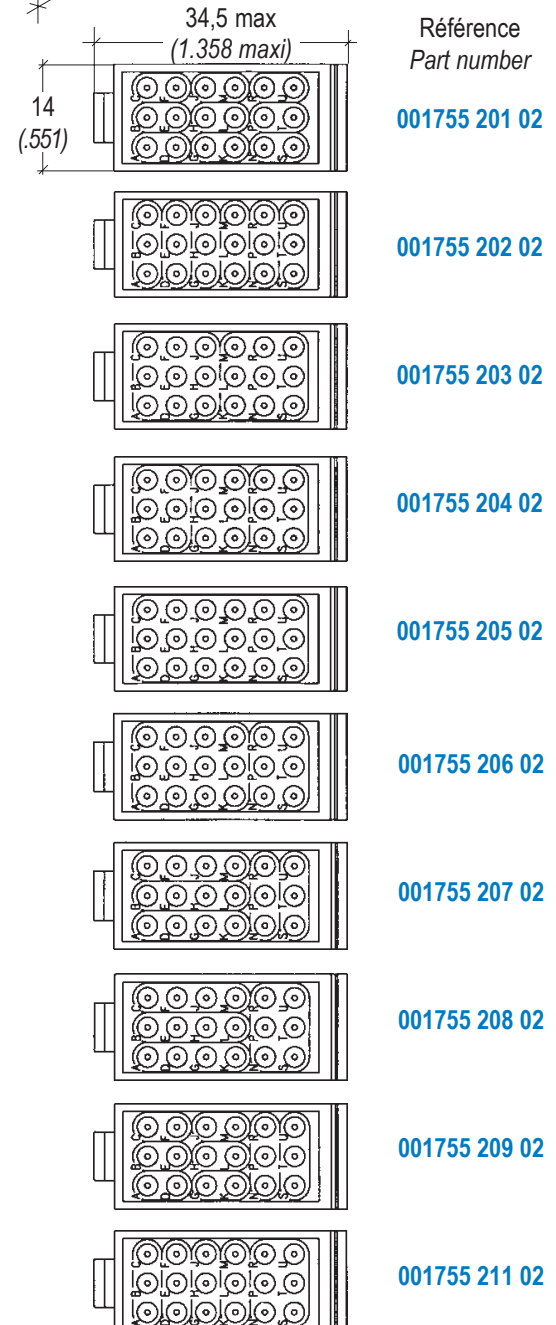 34,5 max
(1.358 maxi)
Référence
Part number
14
(.551)
C F J M R U
B E H L P T
A D G K N S
001755 201 02
C F J M R U
B E H L P T
A D G K N S
001755 202 02
C F J M R U
B E H L P T
A D G K N S
001755 203 02
C F J M R U
B E H L P T
A D G K N S
001755 204 02
C F J M R U
B E H L P T
A D G K N S
001755 205 02
C F J M R U
B E H L P T
A D G K N S
001755 206 02
C F J M R U
B E H L P T
A D G K N S
001755 207 02
C F J M R U
B E H L P T
A D G K N S
001755 208 02
C F J M R U
B E H L P T
A D G K N S
001755 209 02
C F J M R U
B E H L P T
A D G K N S
001755 211 02